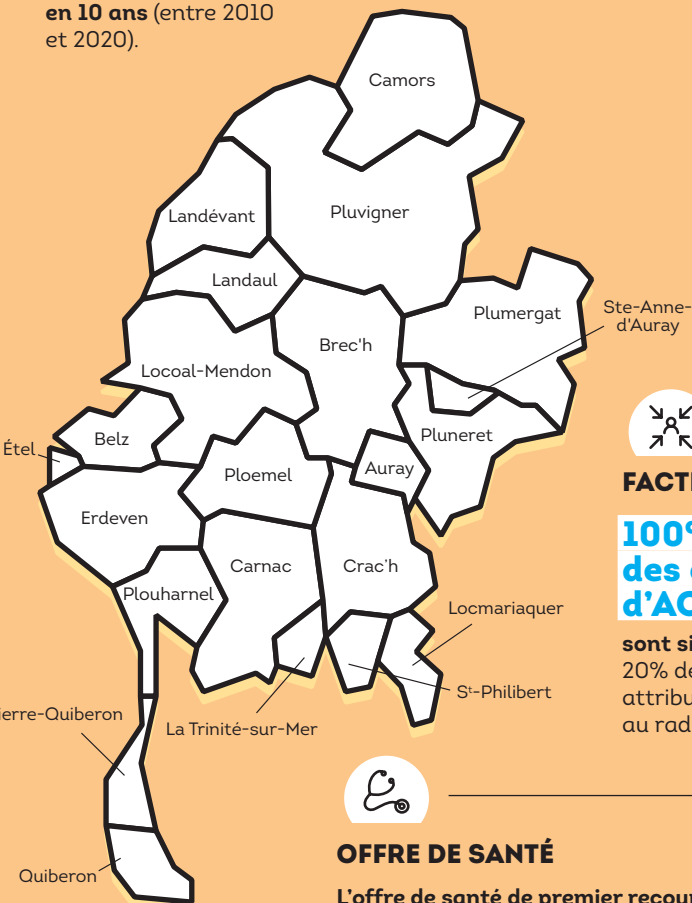 en 10 ans (entre 2010
et 2020).
Camors
Landévant
Pluvigner
Landaul
Plumergat
Ste-Anne-
d'Auray
Brec'h
Locoal-Mendon
Belz
Pluneret
Étel
Ploemel
Auray
Erdeven
Carnac
Crac'h
Plouharnel
Locmariaquer
St-Philibert
ierre-Quiberon
La Trinité-sur-Mer
Quiberon
FACT
100%
des
d'AC
sont si
20% de
attribu
au rad
OFFRE DE SANTÉ
L'offre de santé de premier recour